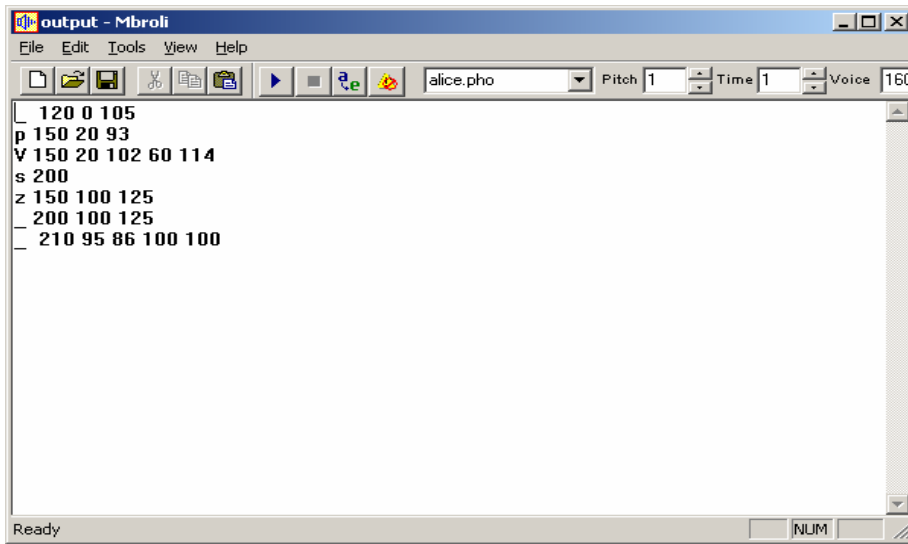 output - Mbroli
File Edit Tools View Help
alice.pho Pitch 1 Time 1 Voice 160
_ 120 0 105
p 150 20 93
V 150 20 102 60 114
s 200
z 150 100 125
_ 200 100 125
_ 210 95 86 100 100
Ready NUM